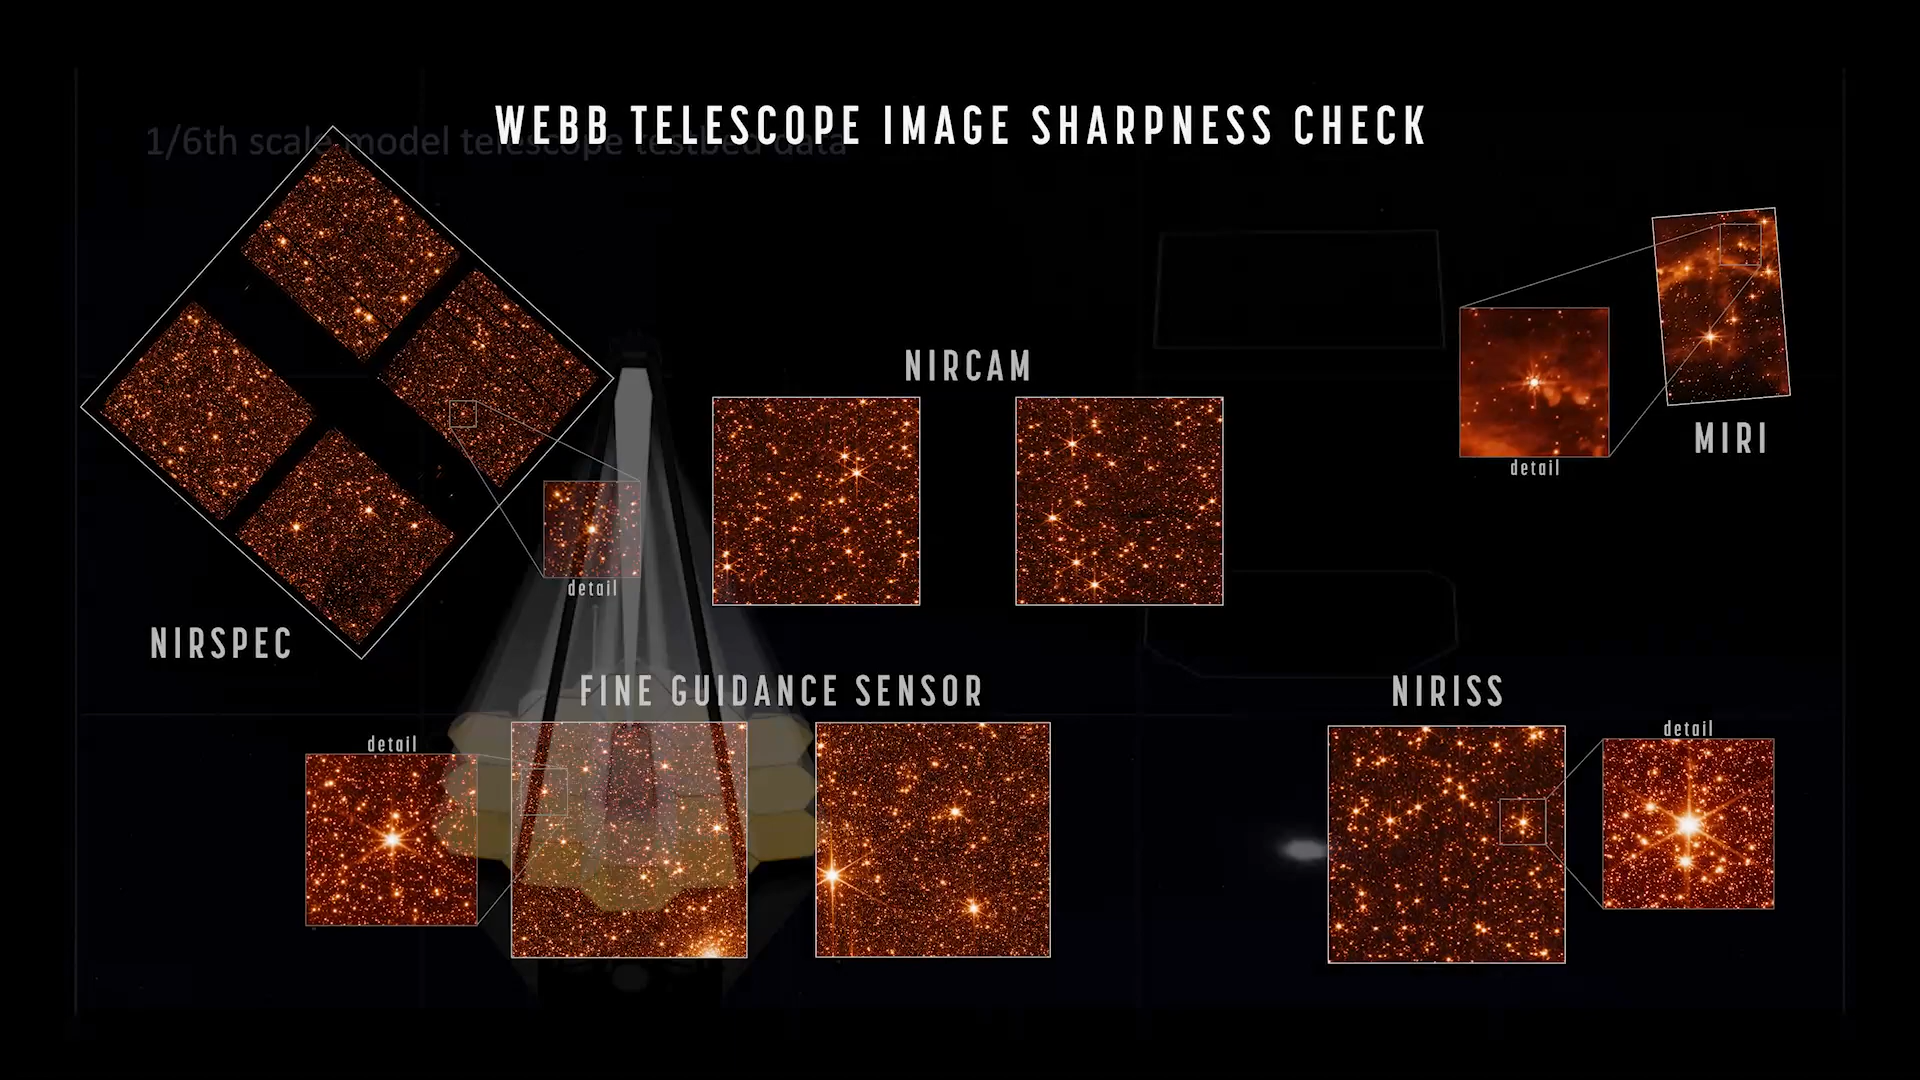 WEBB TELESCOPE IMAGE SHARPNESS CHECK
1/6th scale model telescope testbed data
NIRCAM
MIRI
detail
detail
NIRSPEC
FINE GUIDANCE SENSOR
NIRISS
detail
detail